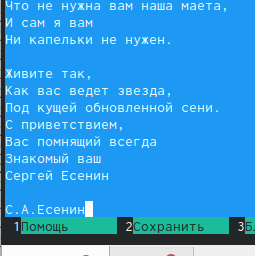 Что не нужна вам наша маета,
И сам я вам
Ни капельки не нужен.

Живите так,
Как вас ведет звезда,
Под кущей обновленной сени.
С приветствием,
Вас помнящий всегда
Знакомый ваш
Сергей Есенин

С.А.Есенин
1Помощь 2Сохранить 3